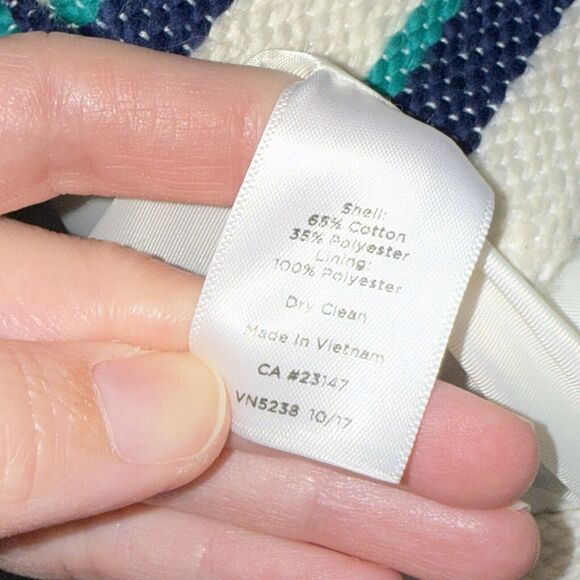 Shell:
65% Cotton
35% Polyester
Lining:
100% Polyester
Dry Clean
Made in Vietnam
CA #23147
VN5238 10/17